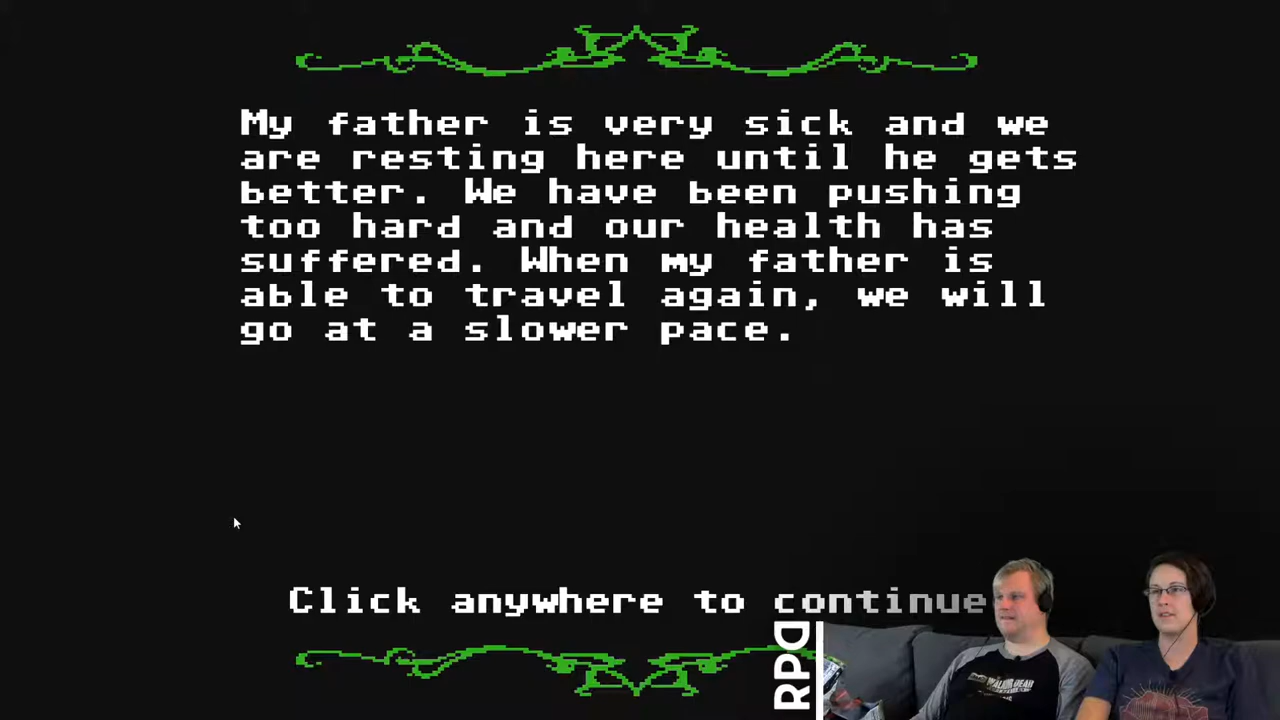 My father is very sick and we
are resting here until he gets
better. We have been pushing
too hard and our health has
suffered. When my father is
able to travel again, we will
go at a slower pace.
Click anywhere to continue
RPD